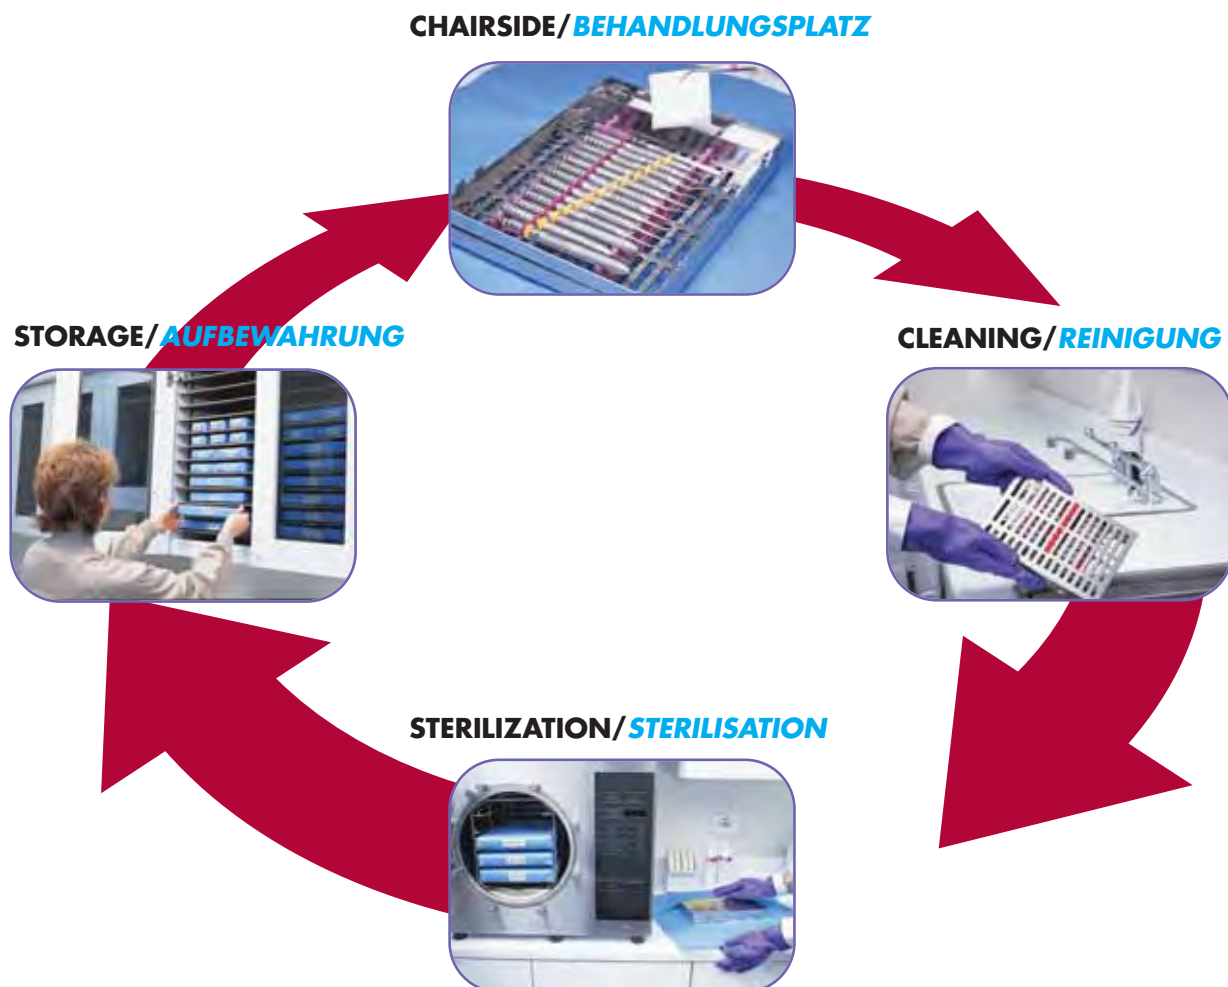 CHAIRSIDE/BEHANDLUNGSPLATZ
STORAGE/AUFBEWAHRUNG
CLEANING/REINIGUNG
STERILIZATION/STERILISATION